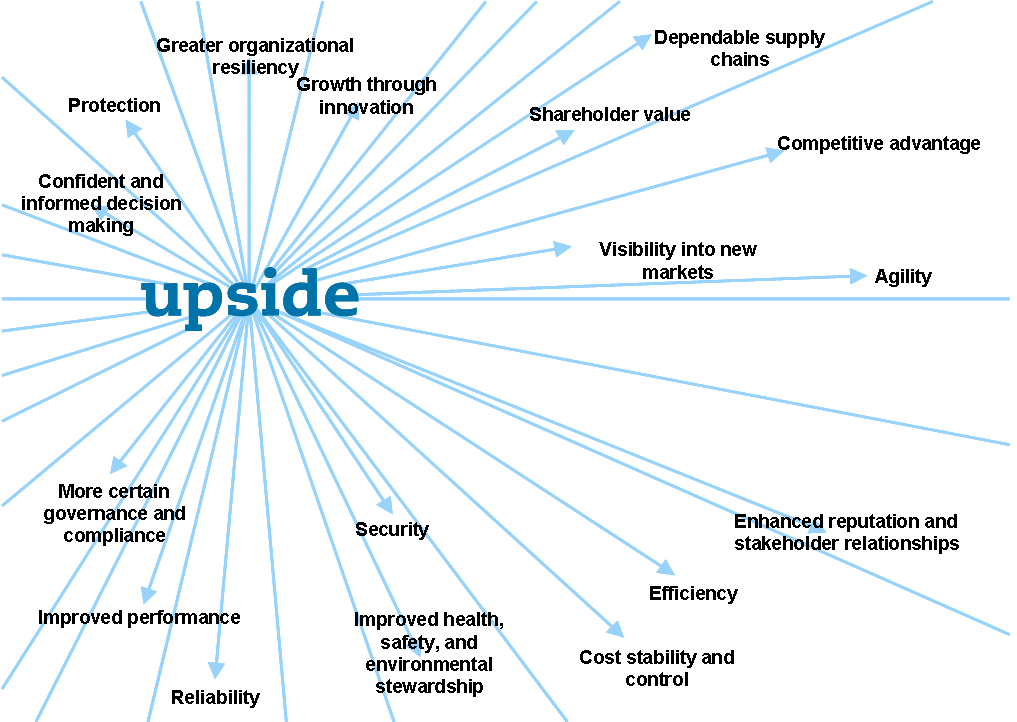 Greater organizational
resiliency
Dependable supply
chains
Growth through
innovation
Protection
Shareholder value
Competitive advantage
Confident and
informed decision
making
Visibility into new
markets
Agility
upside
More certain
governance and
compliance
Security
Enhanced reputation and
stakeholder relationships
Efficiency
Improved performance
Improved health,
safety, and
environmental
stewardship
Cost stability and
control
Reliability